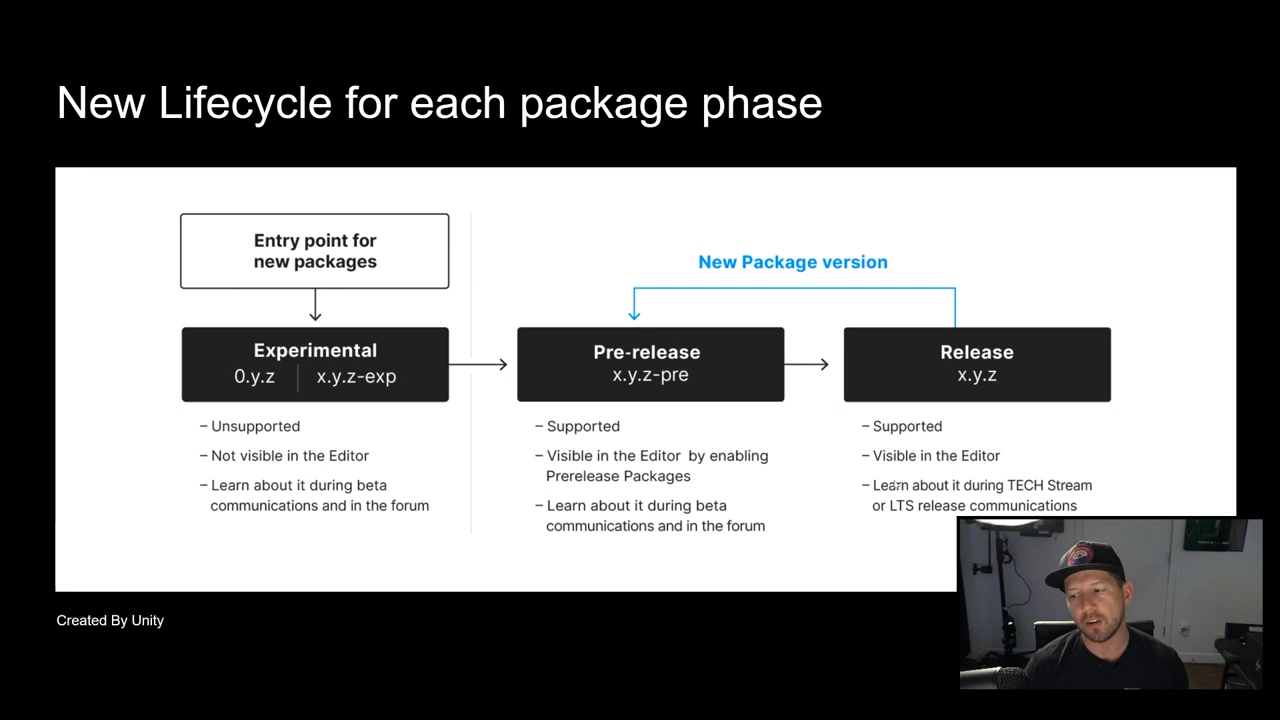 New Lifecycle for each package phase
Entry point for
new packages
New Package version
Experimental
0.y.z | x.y.z-exp
Pre-release
x.y.z-pre
Release
x.y.z
– Unsupported
– Not visible in the Editor
– Learn about it during beta
communications and in the forum
– Supported
– Visible in the Editor by enabling
Prerelease Packages
– Learn about it during beta
communications and in the forum
– Supported
– Visible in the Editor
– Learn about it during TECH Stream
or LTS release communications
Created By Unity